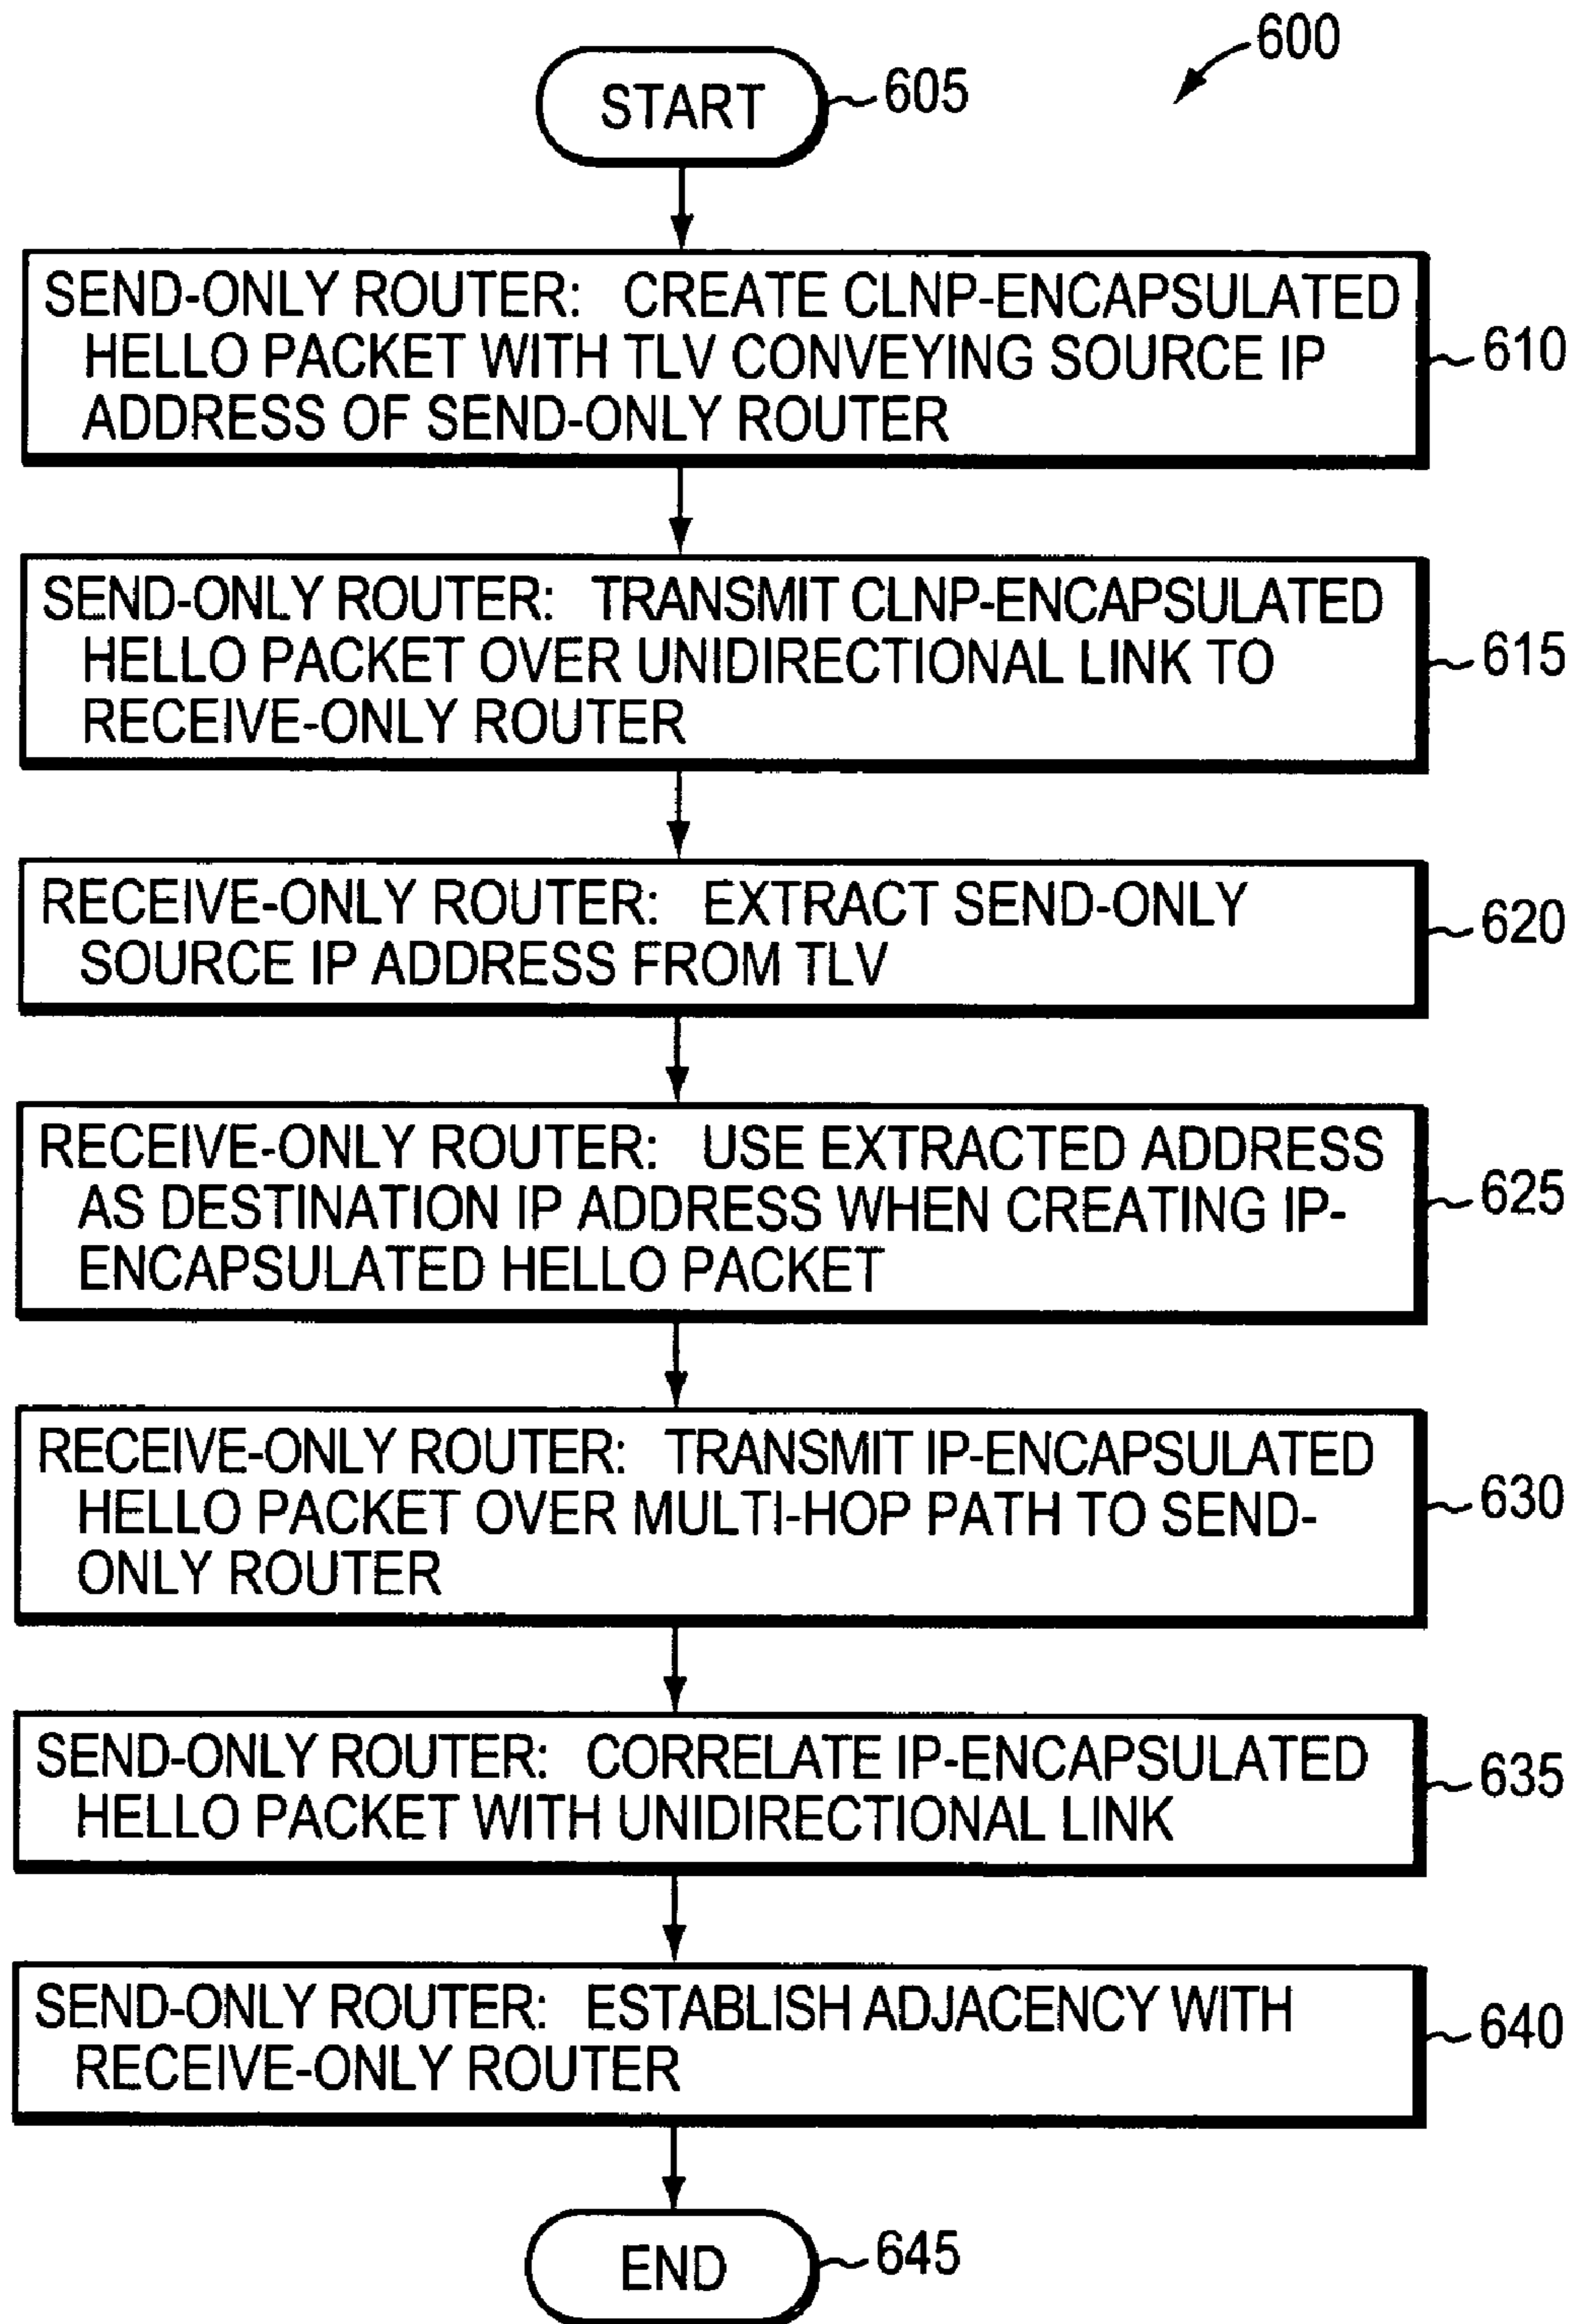 600
START
605
SEND-ONLY ROUTER: CREATE CLNP-ENCAPSULATED
HELLO PACKET WITH TLV CONVEYING SOURCE IP
ADDRESS OF SEND-ONLY ROUTER
610
SEND-ONLY ROUTER: TRANSMIT CLNP-ENCAPSULATED
HELLO PACKET OVER UNIDIRECTIONAL LINK TO
RECEIVE-ONLY ROUTER
615
RECEIVE-ONLY ROUTER: EXTRACT SEND-ONLY
SOURCE IP ADDRESS FROM TLV
620
RECEIVE-ONLY ROUTER: USE EXTRACTED ADDRESS
AS DESTINATION IP ADDRESS WHEN CREATING IP-
ENCAPSULATED HELLO PACKET
625
RECEIVE-ONLY ROUTER: TRANSMIT IP-ENCAPSULATED
HELLO PACKET OVER MULTI-HOP PATH TO SEND-
ONLY ROUTER
630
SEND-ONLY ROUTER: CORRELATE IP-ENCAPSULATED
HELLO PACKET WITH UNIDIRECTIONAL LINK
635
SEND-ONLY ROUTER: ESTABLISH ADJACENCY WITH
RECEIVE-ONLY ROUTER
640
END
645